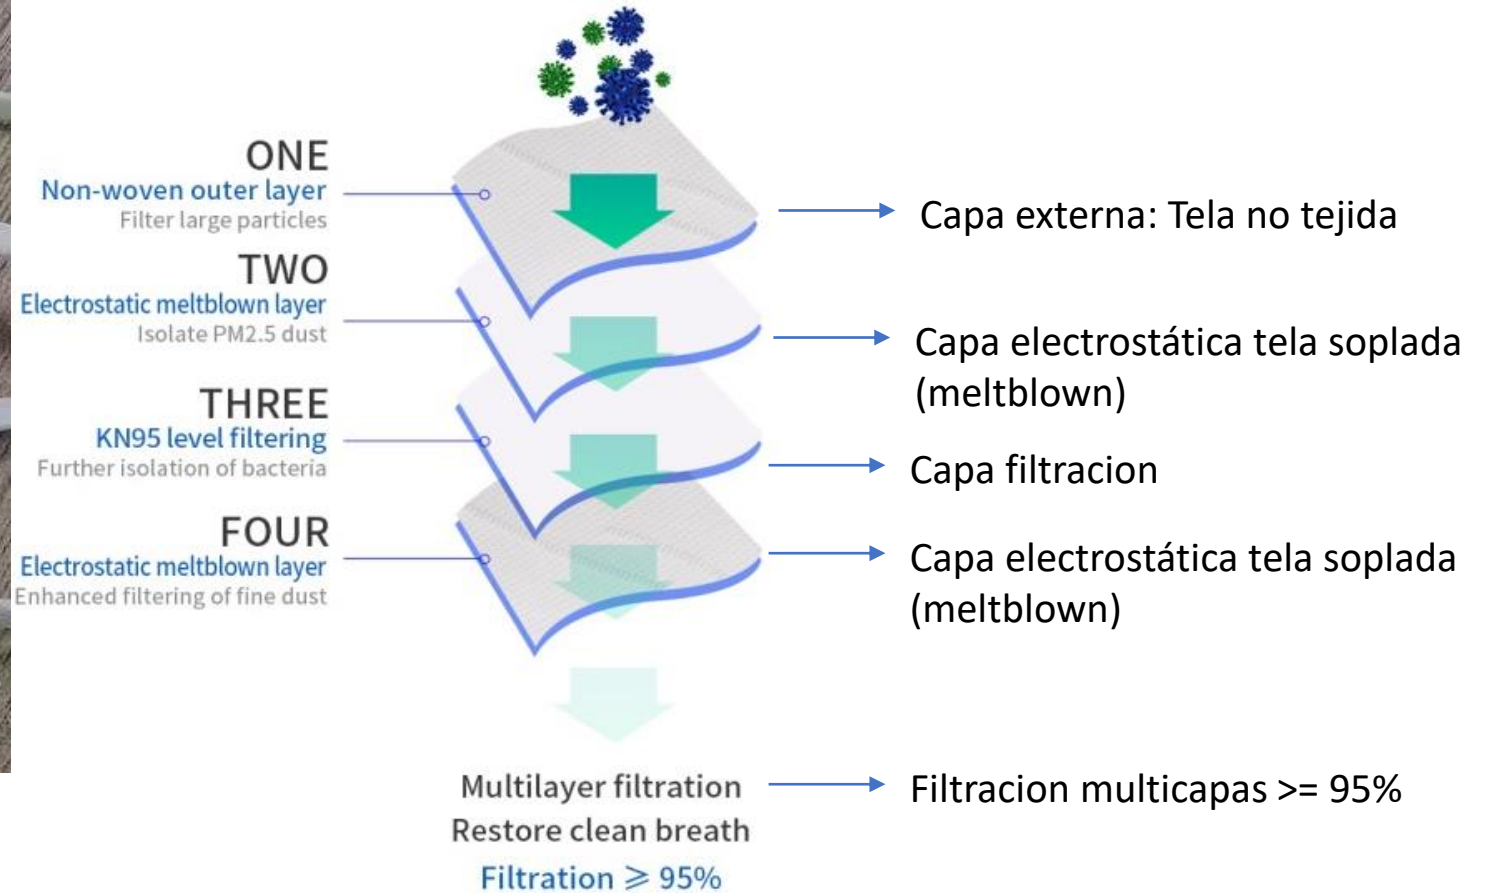 ONE
Non-woven outer layer
Filter large particles
Capa externa: Tela no tejida
TWO
Electrostatic meltblown layer
Isolate PM2.5 dust
Capa electrostática tela soplada
(meltblown)
THREE
KN95 level filtering
Further isolation of bacteria
Capa filtracion
FOUR
Electrostatic meltblown layer
Enhanced filtering of fine dust
Capa electrostática tela soplada
(meltblown)
Multilayer filtration
Restore clean breath
Filtration ⩾ 95%
Filtracion multicapas >= 95%